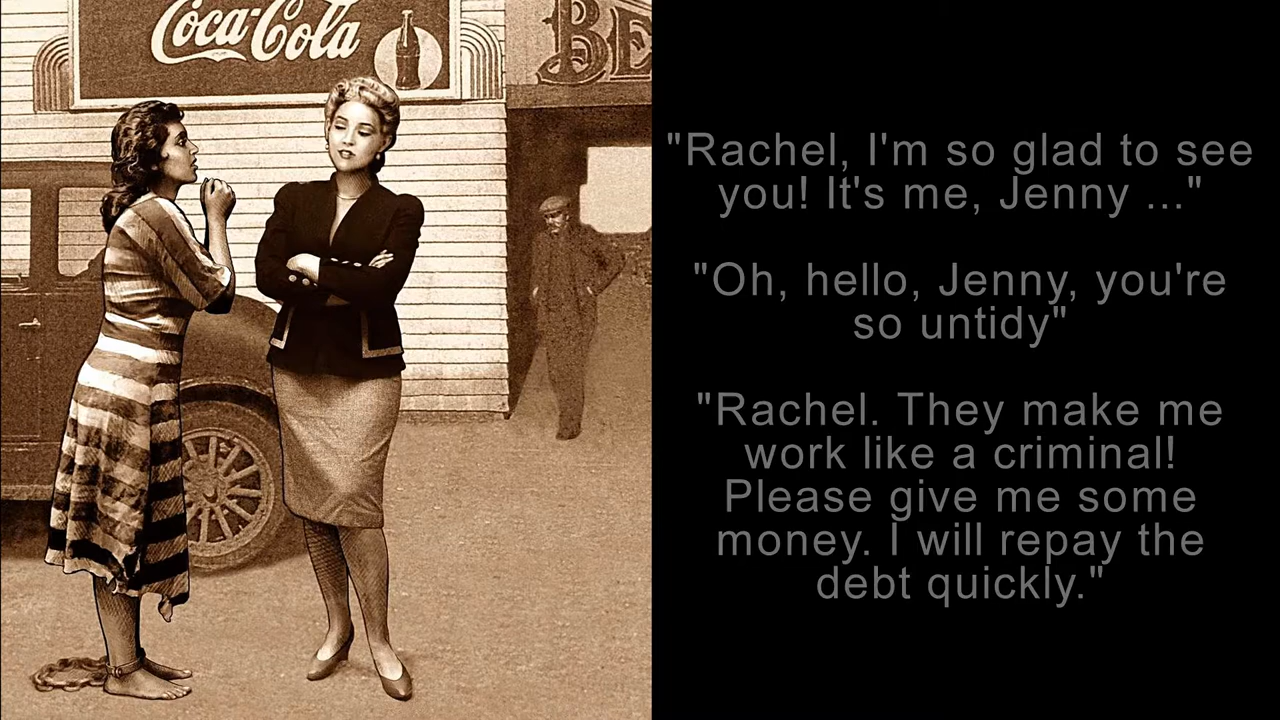 Coca-Cola
BE
"Rachel, I'm so glad to see
you! It's me, Jenny ..."
"Oh, hello, Jenny, you're
so untidy"
"Rachel. They make me
work like a criminal!
Please give me some
money. I will repay the
debt quickly."